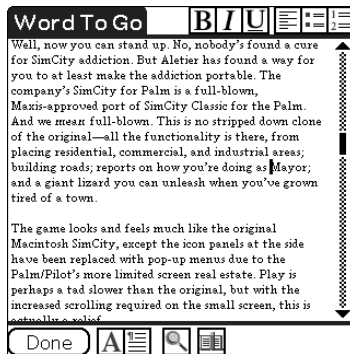 Word To Go
B I U
Well, now you can stand up. No, nobody's found a cure
for SimCity addiction. But Aletier has found a way for
you to at least make the addiction portable. The
company's SimCity for Palm is a full-blown,
Maxis-approved port of SimCity Classic for the Palm.
And we mean full-blown. This is no stripped down clone
of the original—all the functionality is there, from
placing residential, commercial, and industrial areas;
building roads; reports on how you're doing as Mayor;
and a giant lizard you can unleash when you've grown
tired of a town.
The game looks and feels much like the original
Macintosh SimCity, except the icon panels at the side
have been replaced with pop-up menus due to the
Palm/Pilot's more limited screen real estate. Play is
perhaps a tad slower than the original, but with the
increased scrolling required on the small screen, this is
actually a relief
Done A